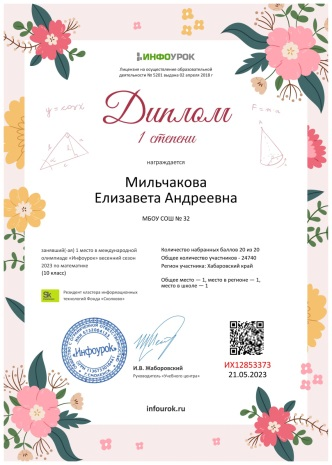 ИНФОУРОК
Лицензия на осуществление образовательной
деятельности № 5201 выдана 02 апреля 2018 г
y=cosx
Диплом
1 степени
награждается
Мильчакова
Елизавета Андреевна
МБОУ СОШ № 32
занявший(-ая) 1 место в международной
олимпиаде «Инфоурок» весенний сезон
2023 по математике
(10 класс)
Количество набранных баллов 20 из 20
Общее количество участников - 24740
Регион участника: Хабаровский край
Общее место — 1, место в регионе — 1,
место в школе — 1
Sk
Резидент кластера информационных
технологий Фонда «Сколково»
«Инфоурок»
И.В. Жаборовский
Руководитель «Учебного центра»
ИХ12853373
21.05.2023
infourok.ru